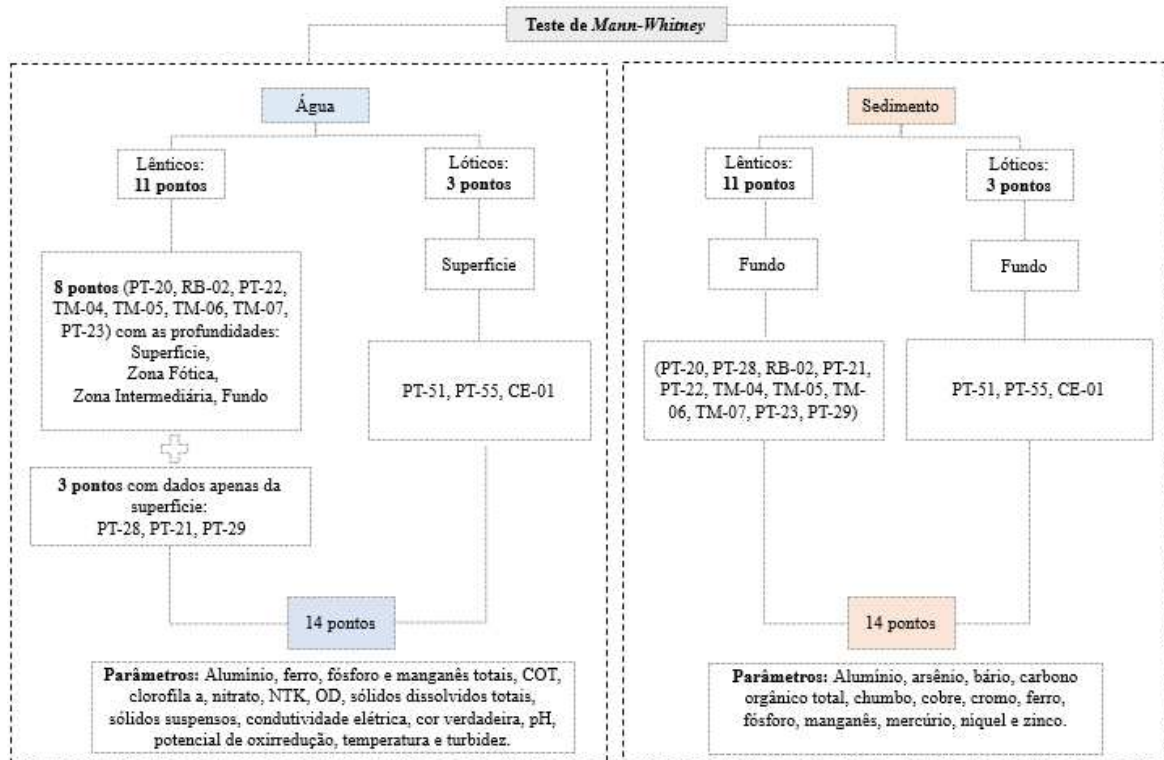 Teste de Mann-Whitney
Água
Lênticos:
11 pontos
Lóticos:
3 pontos
Superfície
8 pontos (PT-20, RB-02, PT-22,
TM-04, TM-05, TM-06, TM-07,
PT-23) com as profundidades:
Superfície,
Zona Fótica,
Zona Intermediária, Fundo
PT-51, PT-55, CE-01
3 pontos com dados apenas da
superfície:
PT-28, PT-21, PT-29
14 pontos
Parâmetros: Alumínio, ferro, fósforo e manganês totais, COT,
clorofila a, nitrato, NTK, OD, sólidos dissolvidos totais,
sólidos suspensos, condutividade elétrica, cor verdadeira, pH,
potencial de oxirredução, temperatura e turbidez.
Sedimento
Lênticos:
11 pontos
Lóticos:
3 pontos
Fundo
Fundo
(PT-20, PT-28, RB-02, PT-21,
PT-22, TM-04, TM-05, TM-
06, TM-07, PT-23, PT-29)
PT-51, PT-55, CE-01
14 pontos
Parâmetros: Alumínio, arsênio, bário, carbono
orgânico total, chumbo, cobre, cromo, ferro,
fósforo, manganês, mercúrio, níquel e zinco.